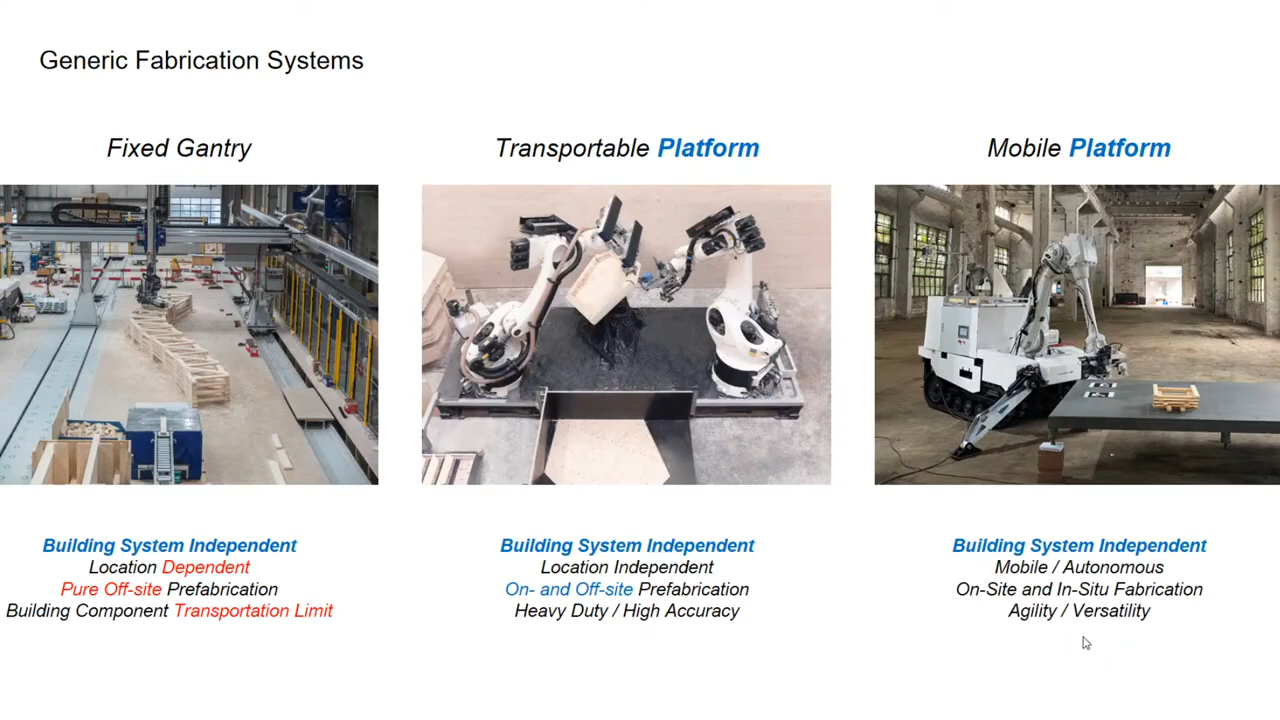 Generic Fabrication Systems
Fixed Gantry
Building System Independent
Location Dependent
Pure Off-site Prefabrication
Building Component Transportation Limit
Transportable Platform
Building System Independent
Location Independent
On- and Off-site Prefabrication
Heavy Duty / High Accuracy
Mobile Platform
Building System Independent
Mobile / Autonomous
On-Site and In-Situ Fabrication
Agility / Versatility